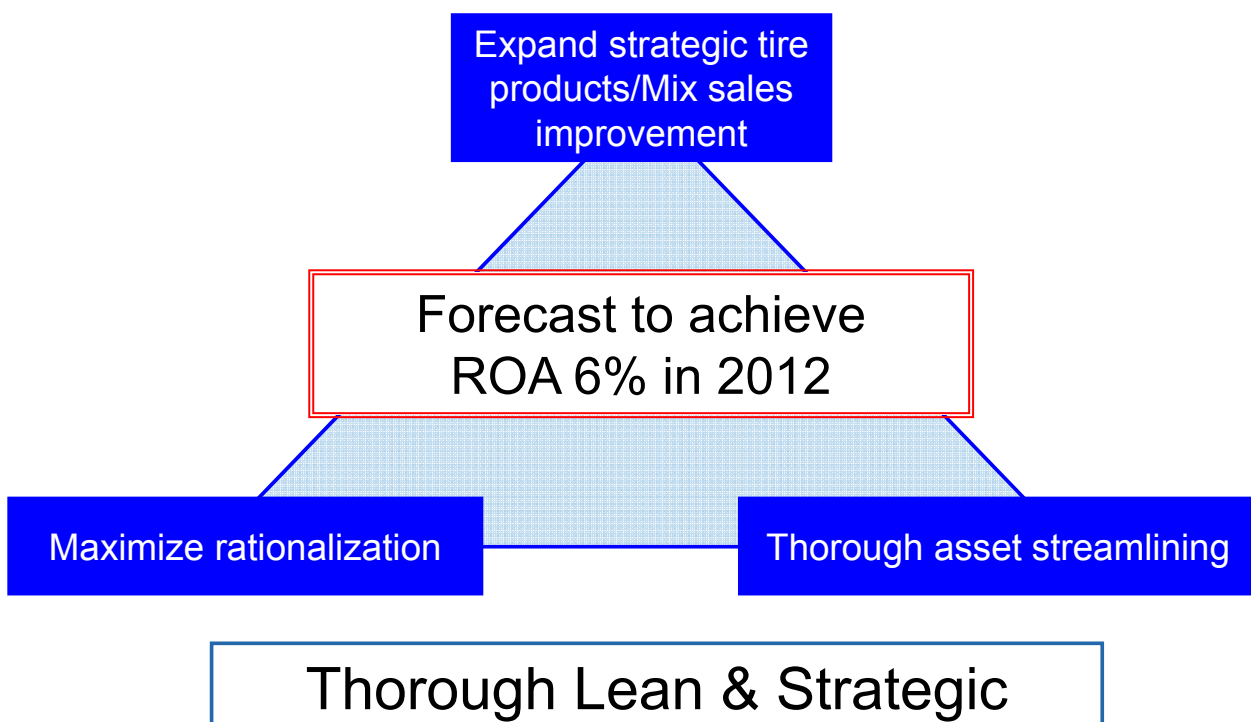 Expand strategic tire
products/Mix sales
improvement
Forecast to achieve
ROA 6% in 2012
Maximize rationalization
Thorough asset streamlining
Thorough Lean & Strategic